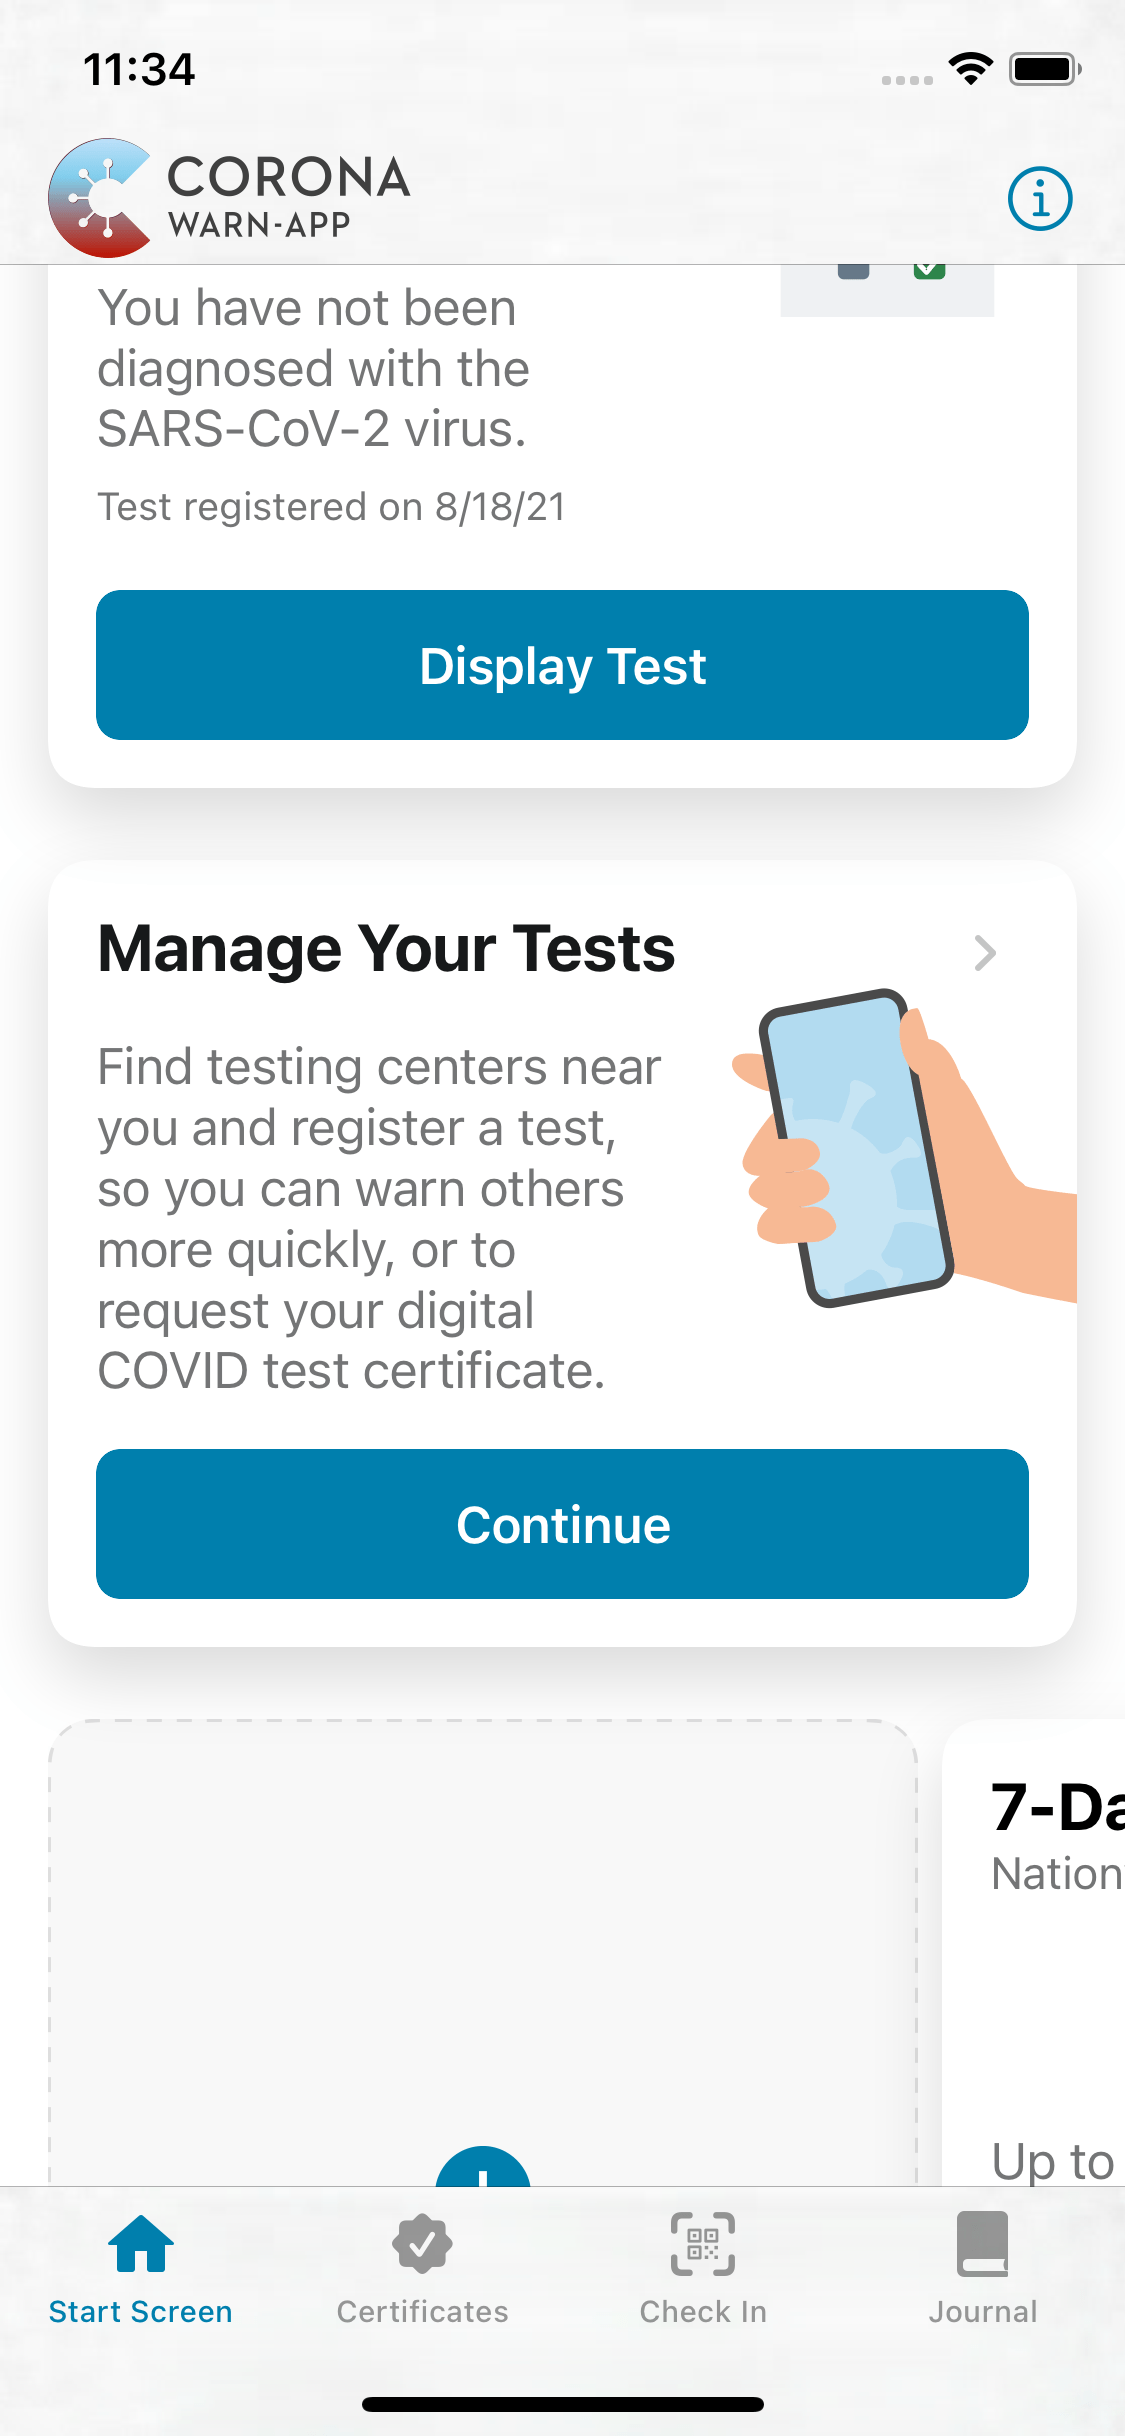 11:34
CORONA
WARN-APP
You have not been
diagnosed with the
SARS-CoV-2 virus.
Test registered on 8/18/21
Display Test
Manage Your Tests
Find testing centers near
you and register a test,
so you can warn others
more quickly, or to
request your digital
COVID test certificate.
Continue
7-Da
Nation
Up to
Start Screen
Certificates
Check In
Journal